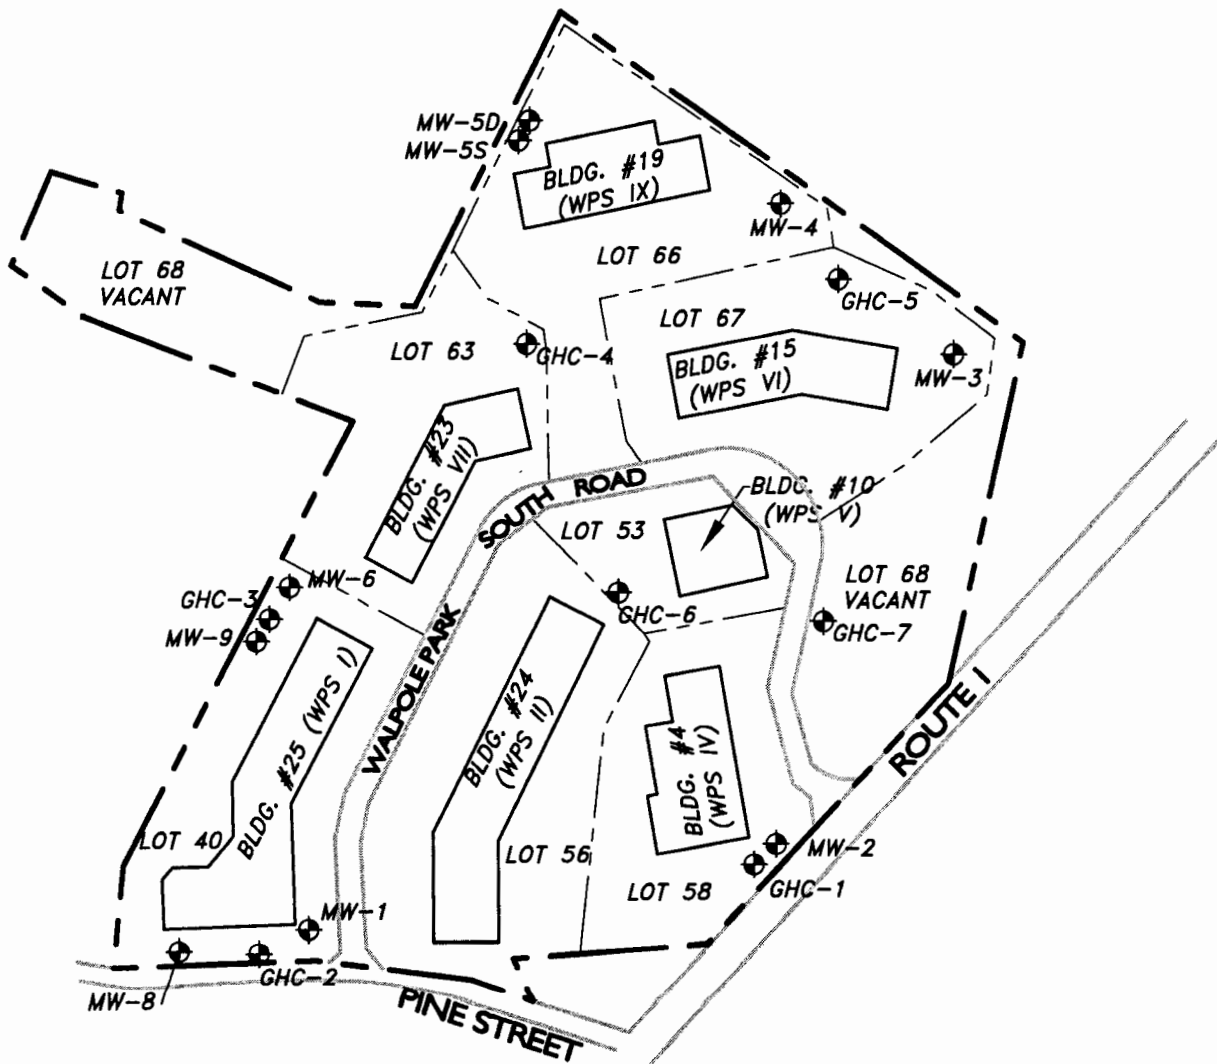 MW-5D
MW-5S
BLDG. #19
(WPS IX)
MW-4
LOT 68
VACANT
LOT 66
GHC-5
LOT 67
LOT 63
GHC-4
BLDG. #15
(WPS VI)
MW-3
BLDG. #23
(WPS VII)
SOUTH ROAD
BLDG. #10
(WPS V)
LOT 53
MW-6
GHC-3
MW-9
GHC-6
LOT 68
VACANT
GHC-7
WALPOLE PARK
BLDG. #25 (WPS I)
BLDG. #24
(WPS II)
BLDG. #4
(WPS IV)
ROUTE 1
LOT 40
LOT 56
MW-2
GHC-1
LOT 58
MW-1
GHC-2
MW-8
PINE STREET